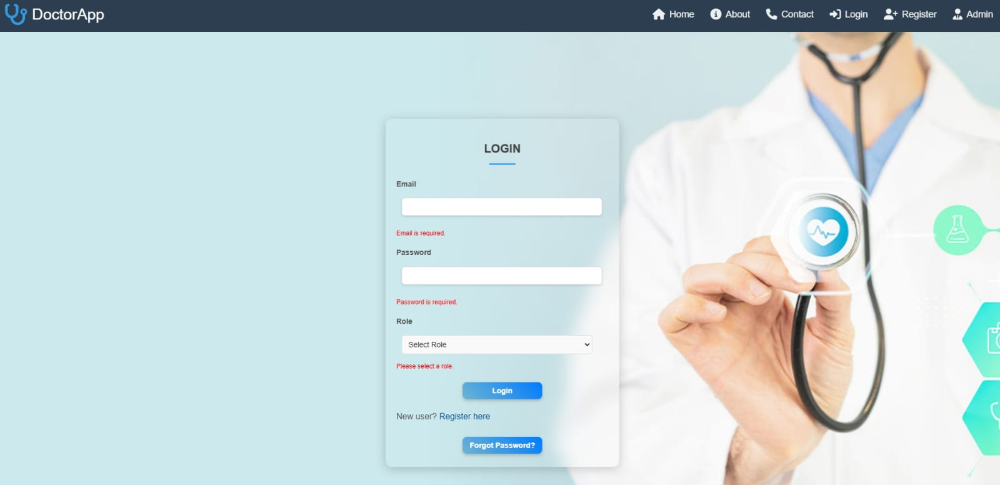 DoctorApp Home About Contact Login Register Admin
LOGIN
Email
Email is required.
Password
Password is required.
Role
Select Role
Please select a role.
Login
New user? Register here
Forgot Password?